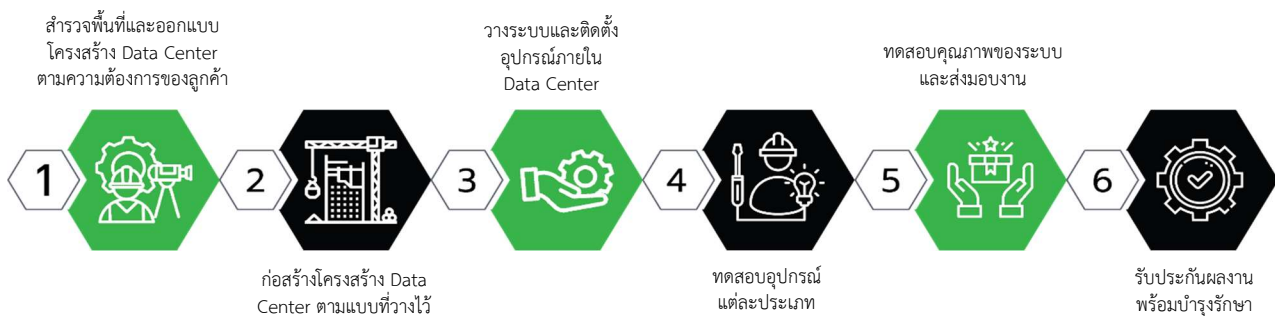 สำรวจพื้นที่และออกแบบ
โครงสร้าง Data Center
ตามความต้องการของลูกค้า
1
2
ก่อสร้างโครงสร้าง Data
Center ตามแบบที่วางไว้
วางระบบและติดตั้ง
อุปกรณ์ภายใน
Data Center
3
4
ทดสอบอุปกรณ์
แต่ละประเภท
ทดสอบคุณภาพของระบบ
และส่งมอบงาน
5
6
รับประกันผลงาน
พร้อมบำรุงรักษา